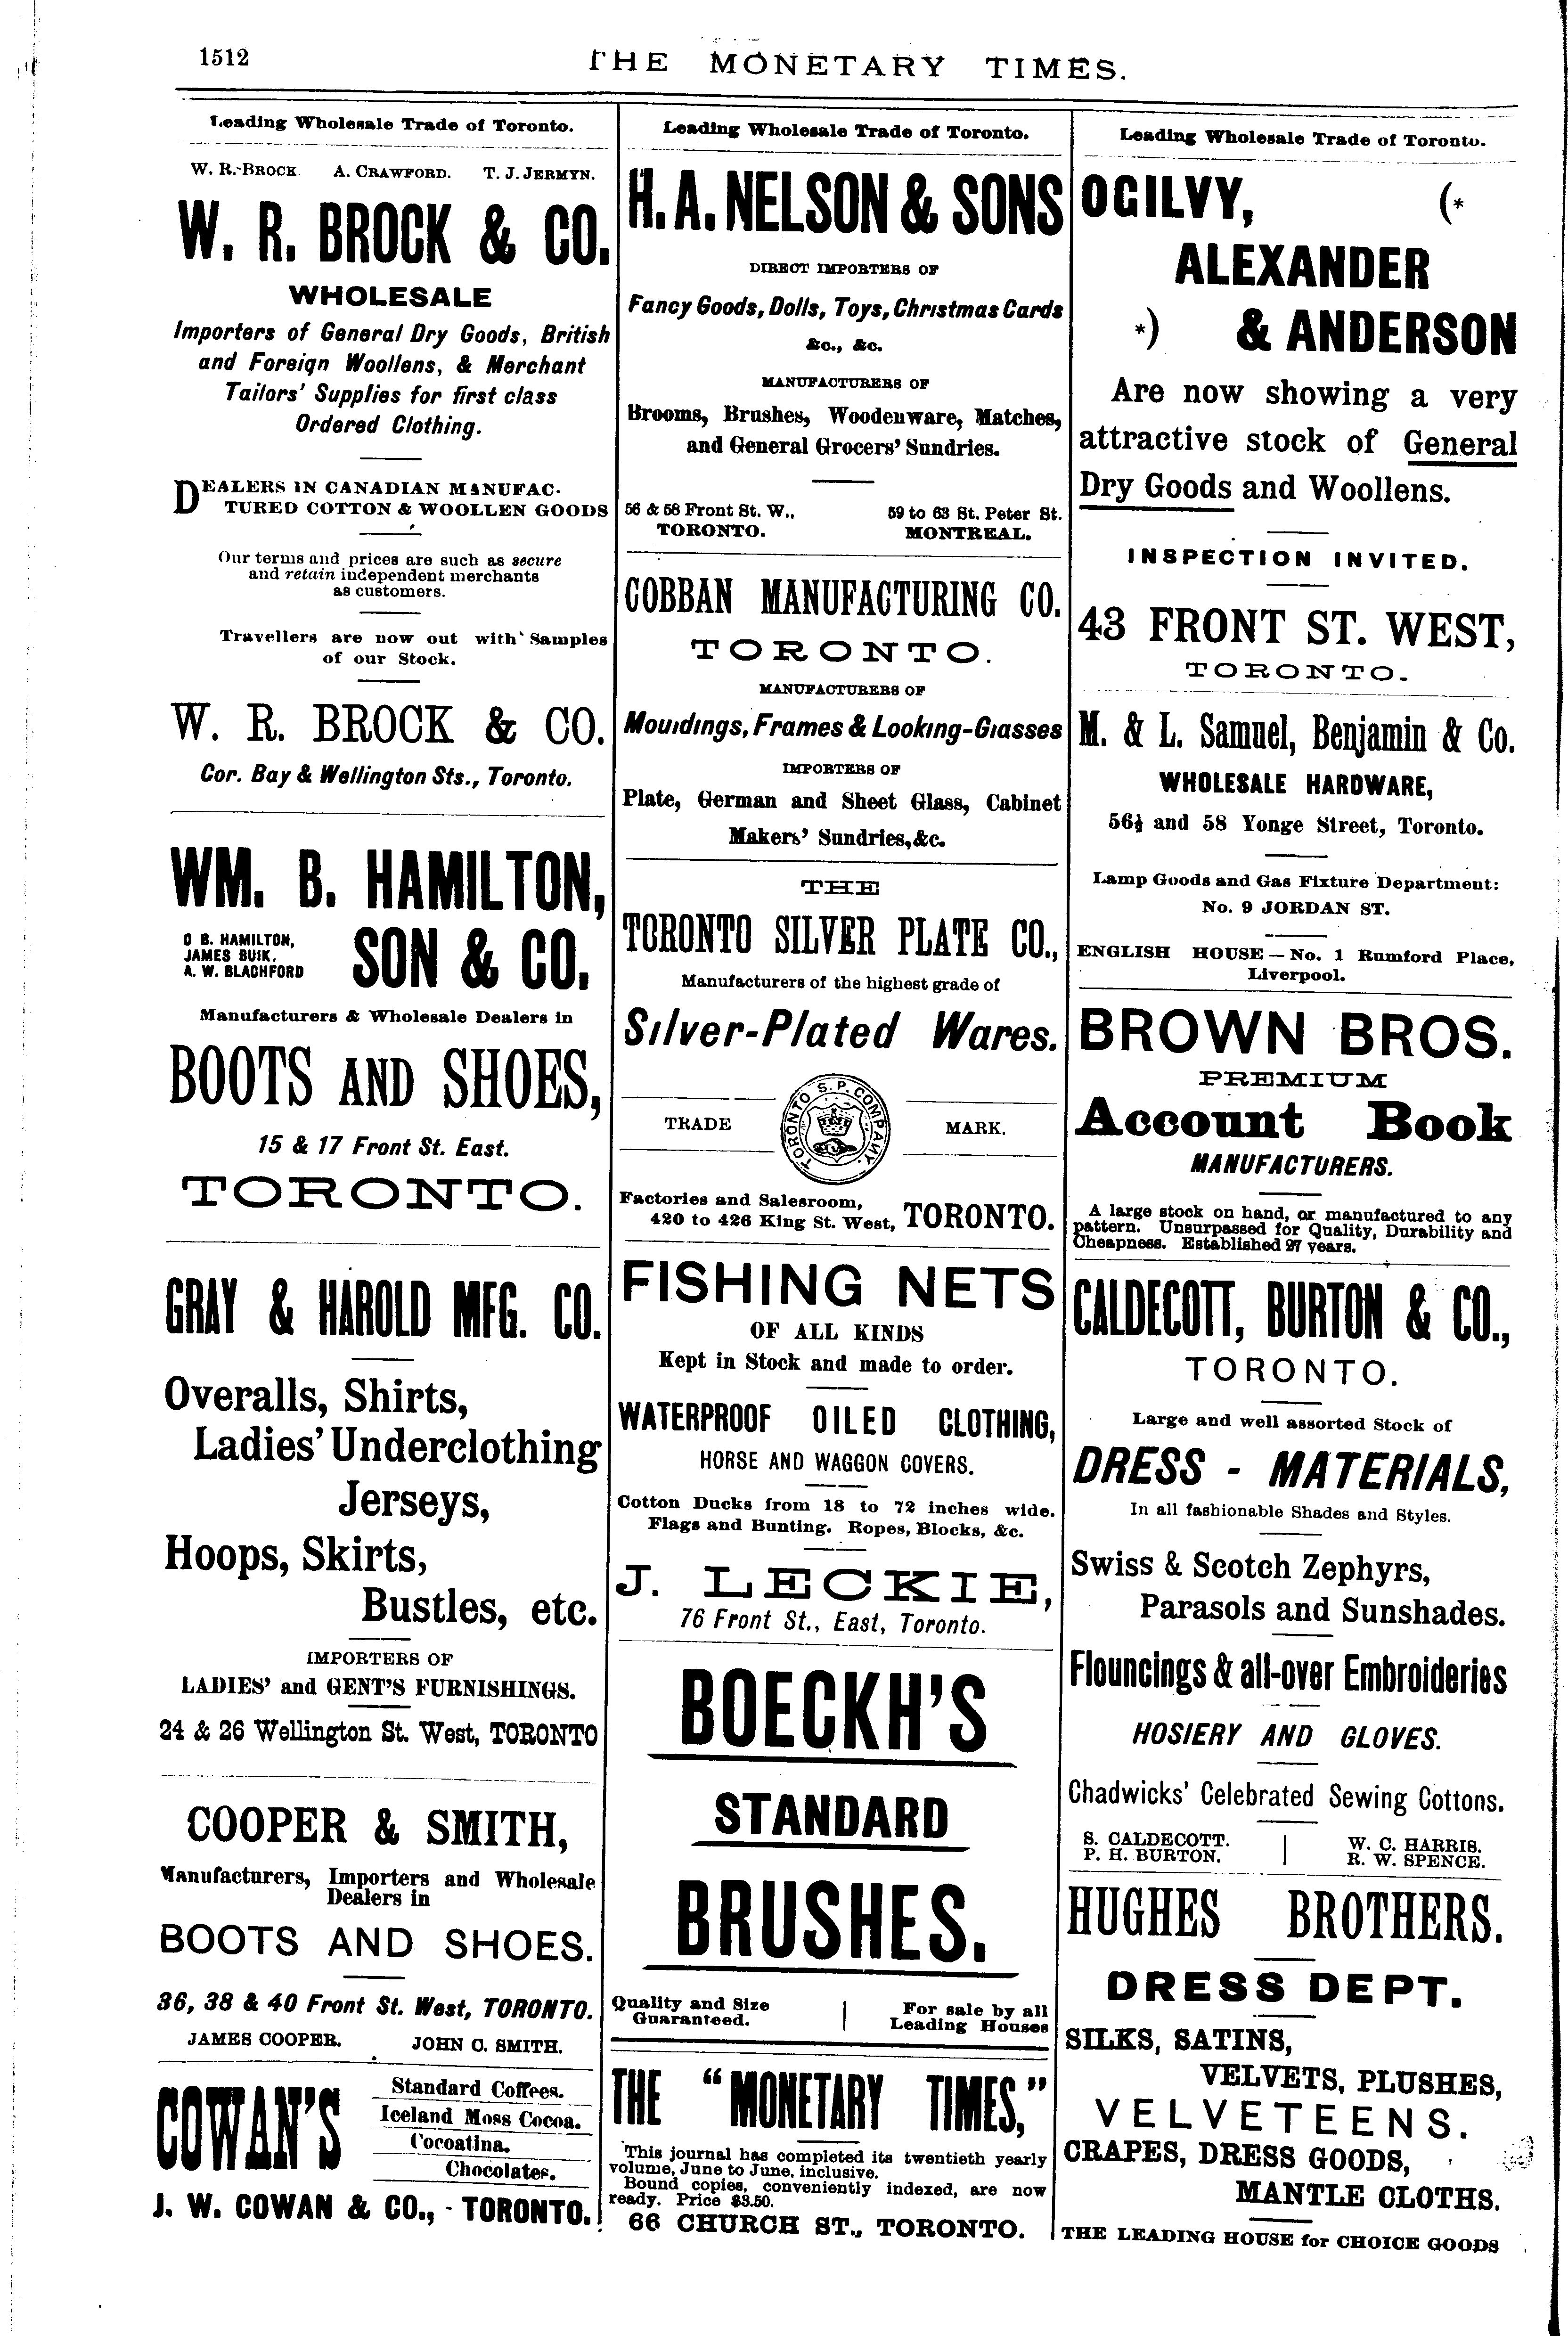 1512
THE MONETARY TIMES.
Leading Wholesale Trade of Toronto.
W. R. BROCK. A. CRAWFORD. T. J. JERMYN.
W. R. BROCK & CO.
WHOLESALE
Importers of General Dry Goods, British
and Foreign Woollens, & Merchant
Tailors' Supplies for first class
Ordered Clothing.
DEALERS IN CANADIAN MANUFAC-
TURED COTTON & WOOLLEN GOODS
Our terms and prices are such as secure
and retain independent merchants
as customers.
Travellers are now out with Samples
of our Stock.
W. R. BROCK & CO.
Cor. Bay & Wellington Sts., Toronto.
WM. B. HAMILTON,
C B. HAMILTON,
JAMES BUIK.
A. W. BLACHFORD
SON & CO.
Manufacturers & Wholesale Dealers in
BOOTS AND SHOES,
15 & 17 Front St. East.
TORONTO.
GRAY & HAROLD MFG. CO.
Overalls, Shirts,
Ladies' Underclothing
Jerseys,
Hoops, Skirts,
Bustles, etc.
IMPORTERS OF
LADIES' and GENT'S FURNISHINGS.
24 & 26 Wellington St. West, TORONTO
COOPER & SMITH,
Manufacturers, Importers and Wholesale
Dealers in
BOOTS AND SHOES.
36, 38 & 40 Front St. West, TORONTO.
JAMES COOPER. JOHN C. SMITH.
COWAN'S
Standard Coffees.
Iceland Moss Cocoa.
Cocoatina.
Chocolates.
J. W. COWAN & CO., - TORONTO.
Leading Wholesale Trade of Toronto.
H. A. NELSON & SONS
DIRECT IMPORTERS OF
Fancy Goods, Dolls, Toys, Christmas Cards
&c., &c.
MANUFACTURERS OF
Brooms, Brushes, Woodenware, Matches,
and General Grocers' Sundries.
56 & 58 Front St. W., 59 to 63 St. Peter St.
TORONTO. MONTREAL.
COBBAN MANUFACTURING CO.
TORONTO.
MANUFACTURERS OF
Mouldings, Frames & Looking-Glasses
IMPORTERS OF
Plate, German and Sheet Glass, Cabinet
Makers' Sundries, &c.
THE
TORONTO SILVER PLATE CO.,
Manufacturers of the highest grade of
Silver-Plated Wares.
TRADE
TORONTO S. P. COMPANY.
MARK.
Factories and Salesroom,
420 to 426 King St. West, TORONTO.
FISHING NETS
OF ALL KINDS
Kept in Stock and made to order.
WATERPROOF OILED CLOTHING,
HORSE AND WAGGON COVERS.
Cotton Ducks from 18 to 72 inches wide.
Flags and Bunting. Ropes, Blocks, &c.
J. LECKIE,
76 Front St., East, Toronto.
BOECKH'S
STANDARD
BRUSHES.
Quality and Size
Guaranteed.
For sale by all
Leading Houses
THE "MONETARY TIMES,"
This journal has completed its twentieth yearly
volume, June to June, inclusive.
Bound copies, conveniently indexed, are now
ready. Price $3.50.
66 CHURCH ST., TORONTO.
Leading Wholesale Trade of Toronto.
OGILVY, (*
ALEXANDER
*) & ANDERSON
Are now showing a very
attractive stock of General
Dry Goods and Woollens.
INSPECTION INVITED.
43 FRONT ST. WEST,
TORONTO.
M. & L. Samuel, Benjamin & Co.
WHOLESALE HARDWARE,
56½ and 58 Yonge Street, Toronto.
Lamp Goods and Gas Fixture Department:
No. 9 JORDAN ST.
ENGLISH HOUSE — No. 1 Rumford Place,
Liverpool.
BROWN BROS.
PREMIUM
Account Book
MANUFACTURERS.
A large stock on hand, or manufactured to any
pattern. Unsurpassed for Quality, Durability and
Cheapness. Established 27 years.
CALDECOTT, BURTON & CO.,
TORONTO.
Large and well assorted Stock of
DRESS - MATERIALS,
In all fashionable Shades and Styles.
Swiss & Scotch Zephyrs,
Parasols and Sunshades.
Flouncings & all-over Embroideries
HOSIERY AND GLOVES.
Chadwicks' Celebrated Sewing Cottons.
S. CALDECOTT. W. C. HARRIS.
P. H. BURTON. R. W. SPENCE.
HUGHES BROTHERS.
DRESS DEPT.
SILKS, SATINS,
VELVETS, PLUSHES,
VELVETEENS.
CRAPES, DRESS GOODS,
MANTLE CLOTHS.
THE LEADING HOUSE for CHOICE GOODS